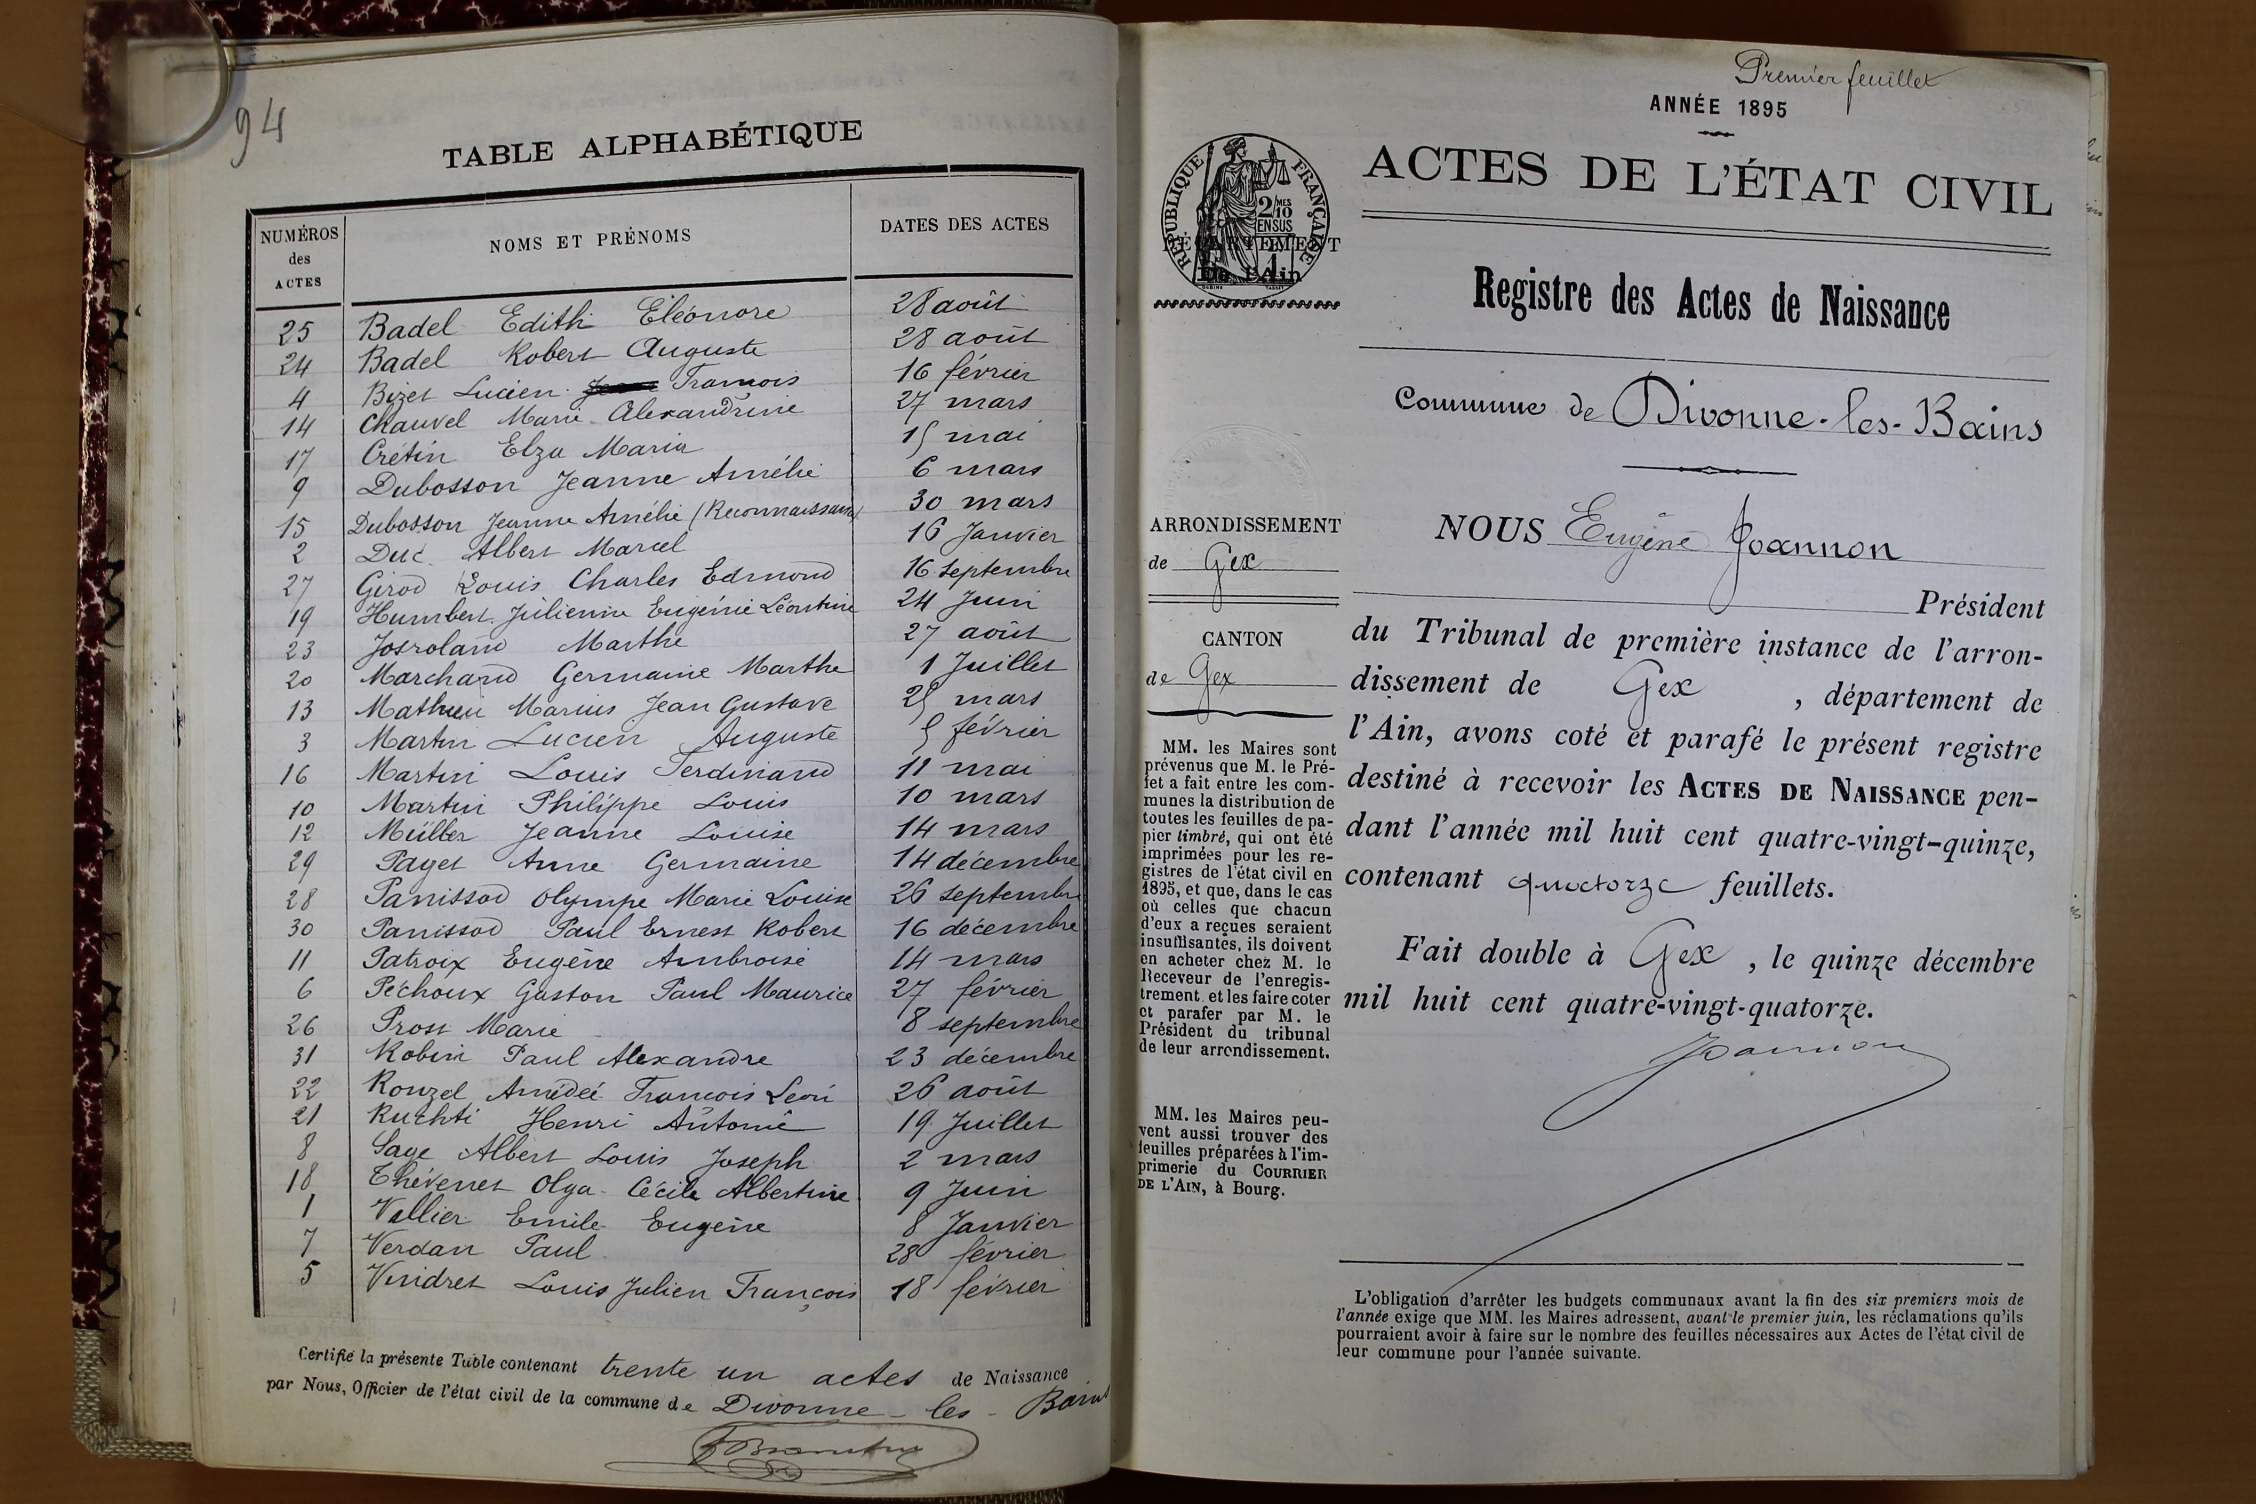 94
TABLE ALPHABÉTIQUE
NUMÉROS des ACTES | NOMS ET PRÉNOMS | DATES DES ACTES
25 Badel Edith Eléonore 28 août
24 Badel Robert Auguste 28 août
4 Bizet Lucien François 16 février
14 Chauvel Marie Alexandrine 27 mars
17 Crétin Elza Maria 15 mai
9 Dubosson Jeanne Amélie 6 mars
15 Dubosson Jeanne Amélie (Reconnaissance) 30 mars
2 Duc Albert Marcel 16 Janvier
27 Girod Louis Charles Edmond 16 septembre
19 Humbert Julienne Eugénie Léontine 24 Juin
23 Josroland Marthe 27 août
20 Marchand Germaine Marthe 1 Juillet
13 Mathieu Marius Jean Gustave 25 mars
3 Martin Lucien Auguste 5 février
16 Martin Louis Ferdinand 11 mai
10 Martin Philippe Louis 10 mars
12 Müller Jeanne Louise 14 mars
29 Paget Anne Germaine 14 décembre
28 Panissod Olympe Marie Louise 26 septembre
30 Panissod Paul Ernest Robert 16 décembre
11 Patroix Eugène Ambroise 14 mars
6 Péchoux Gaston Paul Maurice 27 février
26 Prost Marie 8 septembre
31 Robin Paul Alexandre 23 décembre
22 Rouzel Amédeé François Léon 26 août
21 Ruchti Henri Antoine 19 Juillet
8 Sage Albert Louis Joseph 2 mars
18 Thévenet Olga Cécile Albertine 9 Juin
1 Vallier Emile Eugène 8 Janvier
7 Verdan Paul 28 février
5 Vindret Louis Julien François 18 février
Certifié la présente Table contenant trente un actes de Naissance
par Nous, Officier de l'état civil de la commune de Divonne-les-Bains
Premier feuillet
ANNÉE 1895
ACTES DE L'ÉTAT CIVIL
RÉPUBLIQUE FRANÇAISE
2/10 MES
EN SUS
DÉPARTEMENT
De l'Ain
Registre des Actes de Naissance
Commune de Divonne-les-Bains
ARRONDISSEMENT
de Gex
CANTON
de Gex
MM. les Maires sont
prévenus que M. le Pré-
fet a fait entre les com-
munes la distribution de
toutes les feuilles de pa-
pier timbré, qui ont été
imprimées pour les re-
gistres de l'état civil en
1895, et que, dans le cas
où celles que chacun
d'eux a reçues seraient
insuffisantes, ils doivent
en acheter chez M. le
Receveur de l'enregis-
trement et les faire coter
et parafer par M. le
Président du tribunal
de leur arrondissement.
MM. les Maires peu-
vent aussi trouver des
feuilles préparées à l'im-
primerie du COURRIER
DE L'AIN, à Bourg.
NOUS Eugène Joannon
Président
du Tribunal de première instance de l'arron-
dissement de Gex , département de
l'Ain, avons coté et parafé le présent registre
destiné à recevoir les ACTES DE NAISSANCE pen-
dant l'année mil huit cent quatre-vingt-quinze,
contenant quatorze feuillets.
Fait double à Gex , le quinze décembre
mil huit cent quatre-vingt-quatorze.
Joannon
L'obligation d'arrêter les budgets communaux avant la fin des six premiers mois de
l'année exige que MM. les Maires adressent, avant le premier juin, les réclamations qu'ils
pourraient avoir à faire sur le nombre des feuilles nécessaires aux Actes de l'état civil de
leur commune pour l'année suivante.